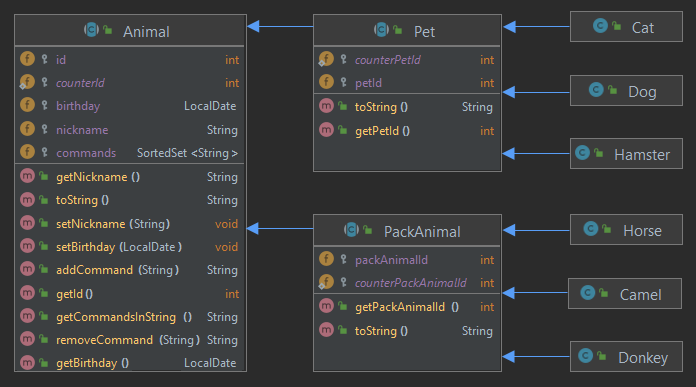 Animal
id int
counterId int
birthday LocalDate
nickname String
commands SortedSet <String>
getNickname () String
toString () String
setNickname (String) void
setBirthday (LocalDate) void
addCommand (String) String
getId() int
getCommandsInString () String
removeCommand (String) String
getBirthday () LocalDate
Pet
counterPetId int
petId int
toString () String
getPetId () int
PackAnimal
packAnimalId int
counterPackAnimalId int
getPackAnimalId () int
toString () String
Cat
Dog
Hamster
Horse
Camel
Donkey